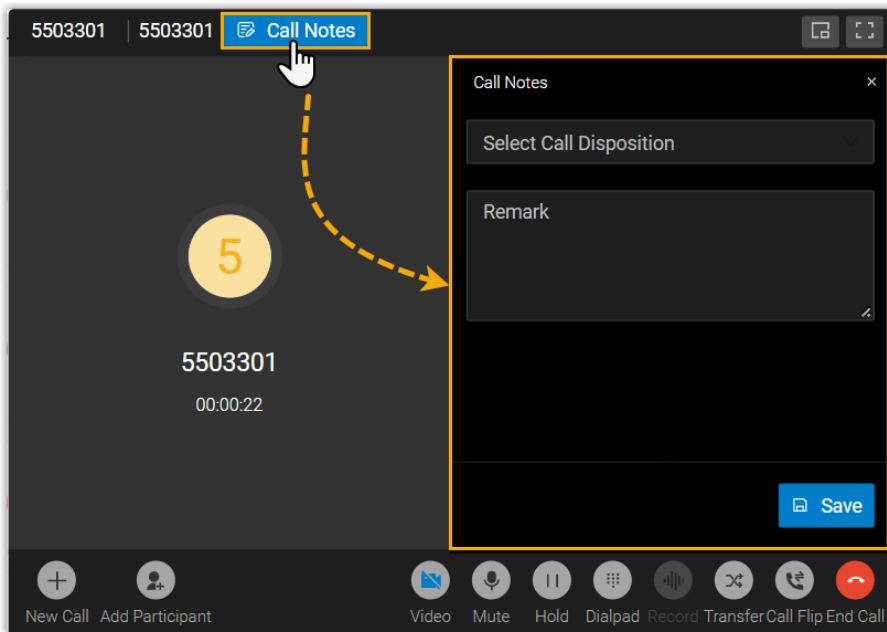 5503301 5503301 Call Notes
Call Notes
Select Call Disposition
Remark
5
5503301
00:00:22
Save
New Call Add Participant Video Mute Hold Dialpad Record Transfer Call Flip End Call